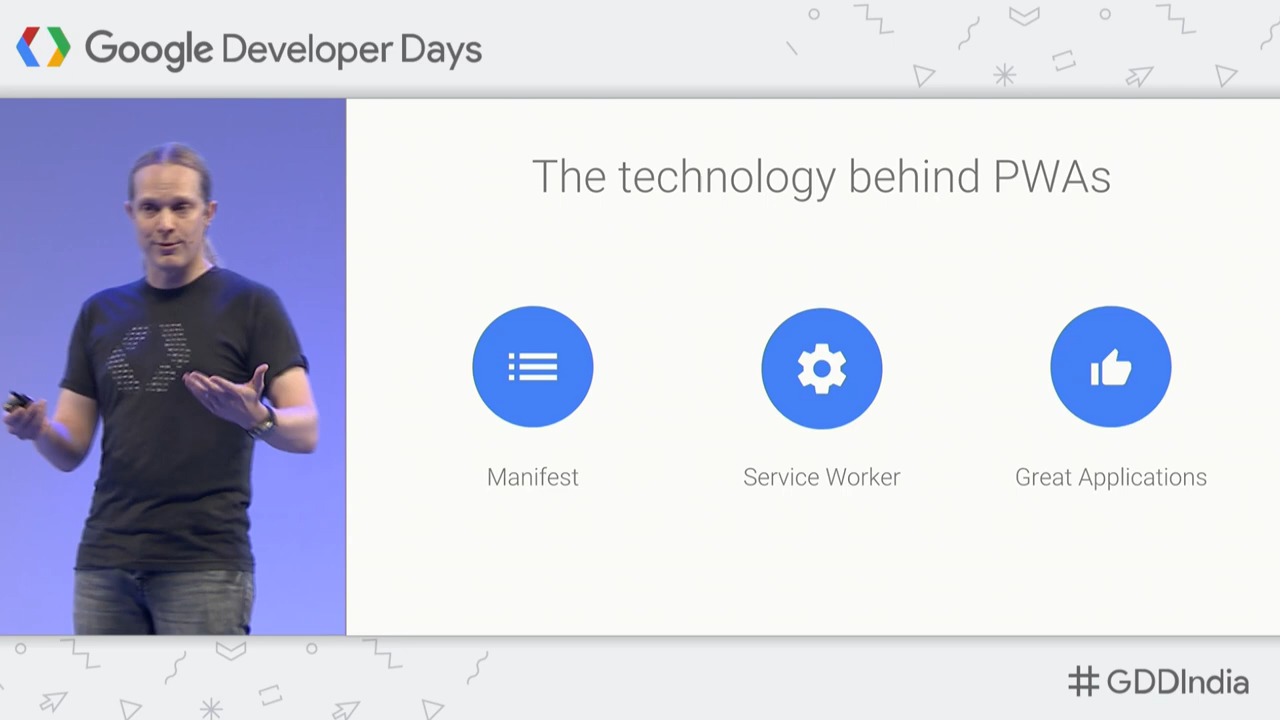 Google Developer Days
The technology behind PWAs
Manifest
Service Worker
Great Applications
#GDDIndia